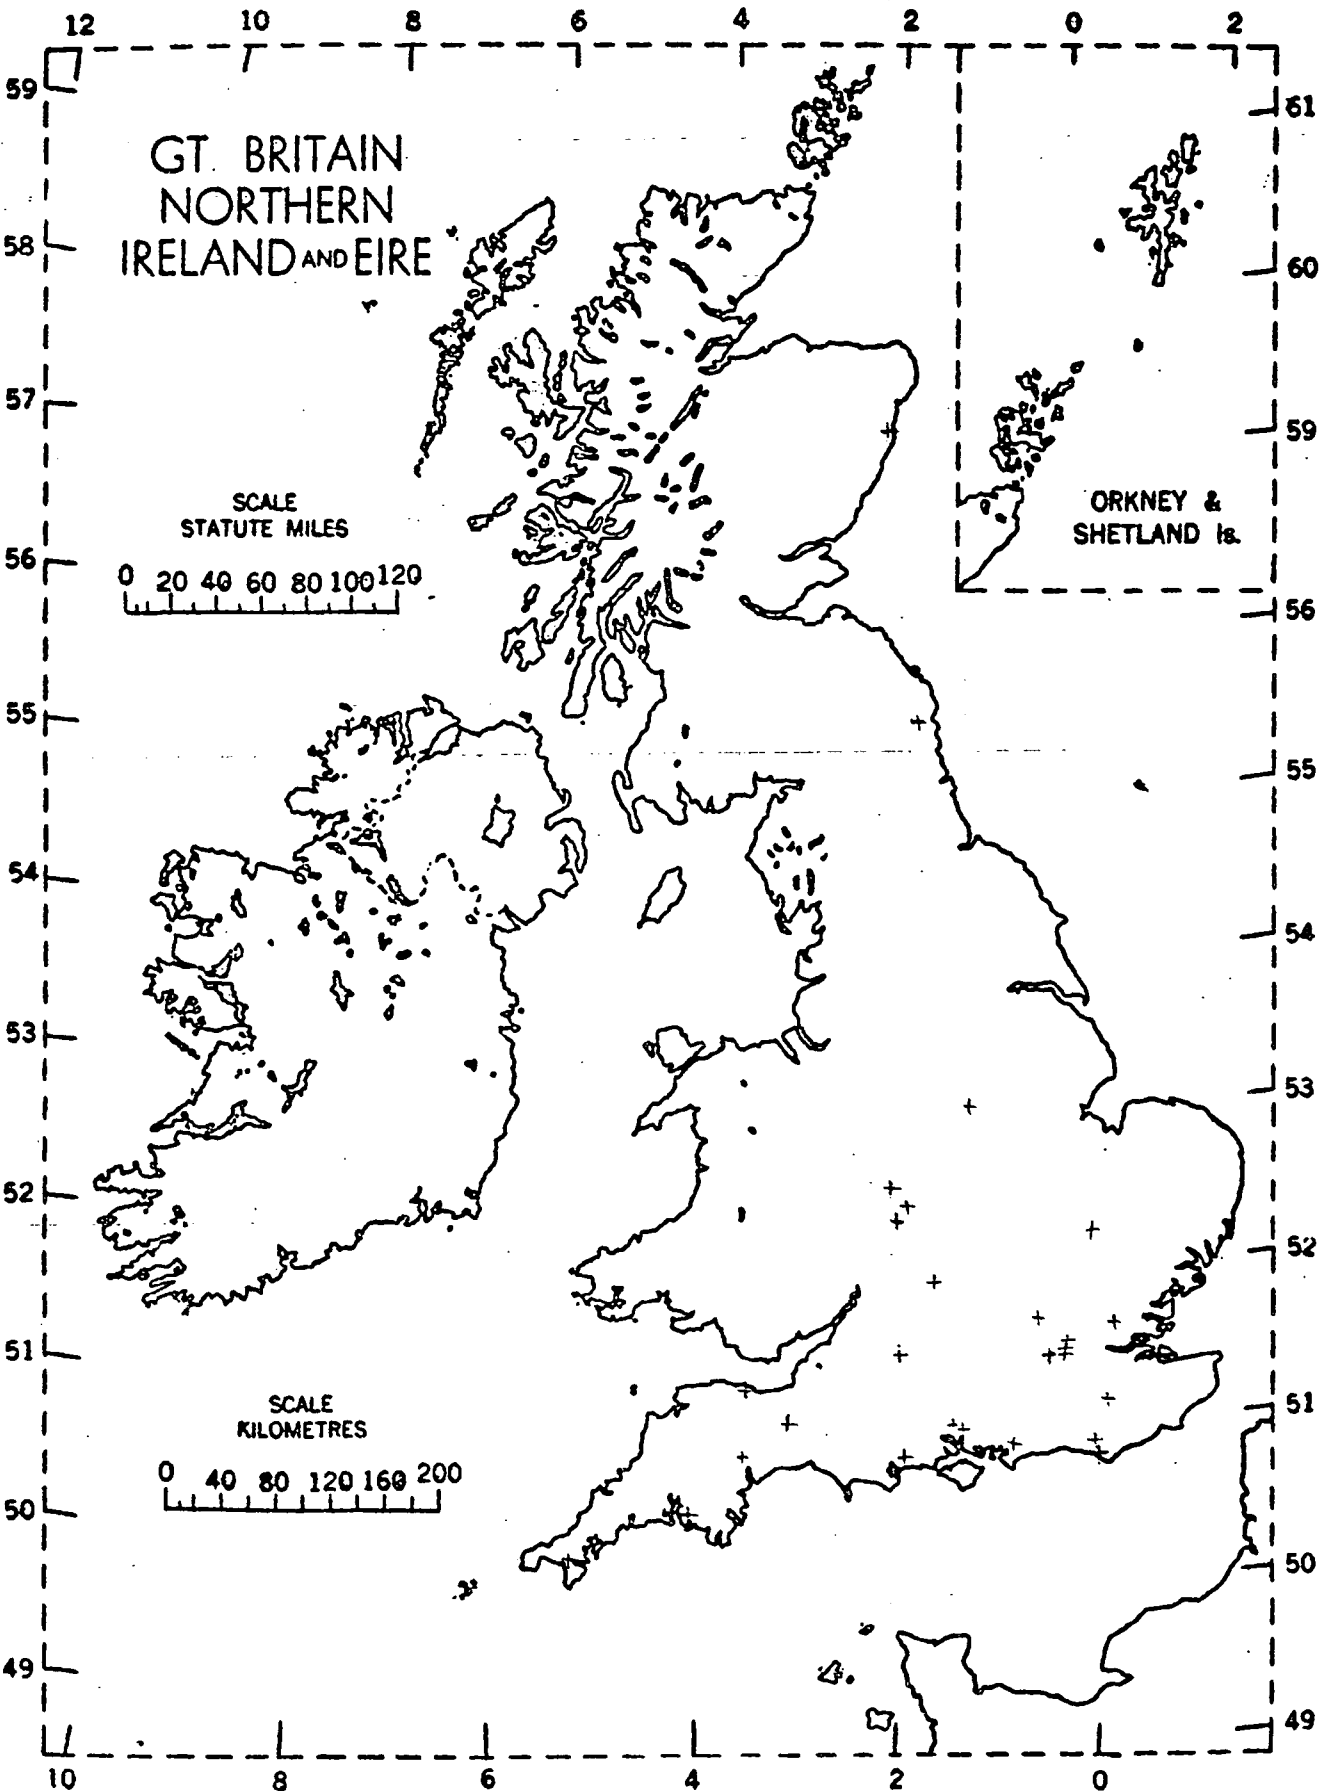 12 10 8 6 4 2 0 2
59
58
57
56
55
54
53
52
51
50
49
GT. BRITAIN
NORTHERN
IRELAND AND EIRE
SCALE
STATUTE MILES
0 20 40 60 80 100 120
SCALE
KILOMETRES
0 40 80 120 160 200
ORKNEY &
SHETLAND Is.
61
60
59
56
55
54
53
52
51
50
49
10 8 6 4 2 0